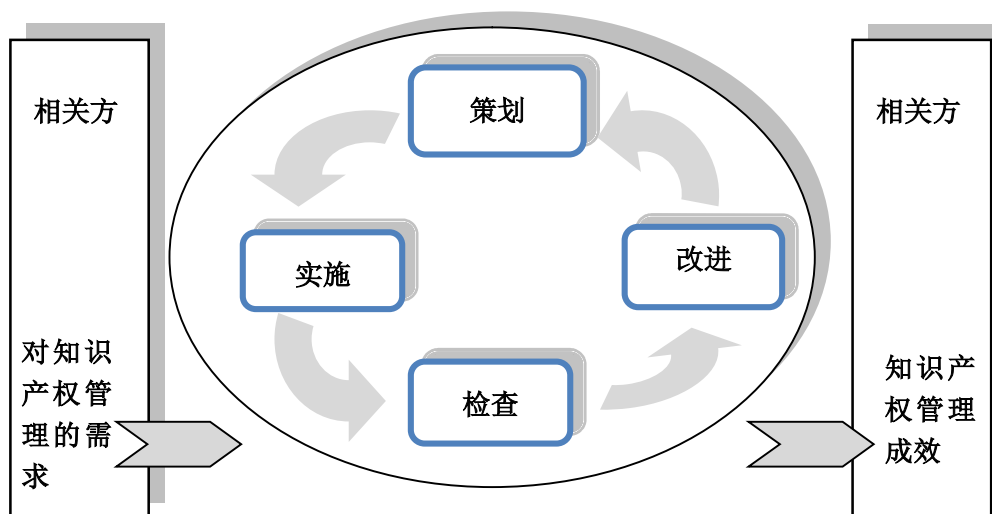 相关方
对知识
产权管
理的需
求
策划
实施
改进
检查
相关方
知识产
权管理
成效